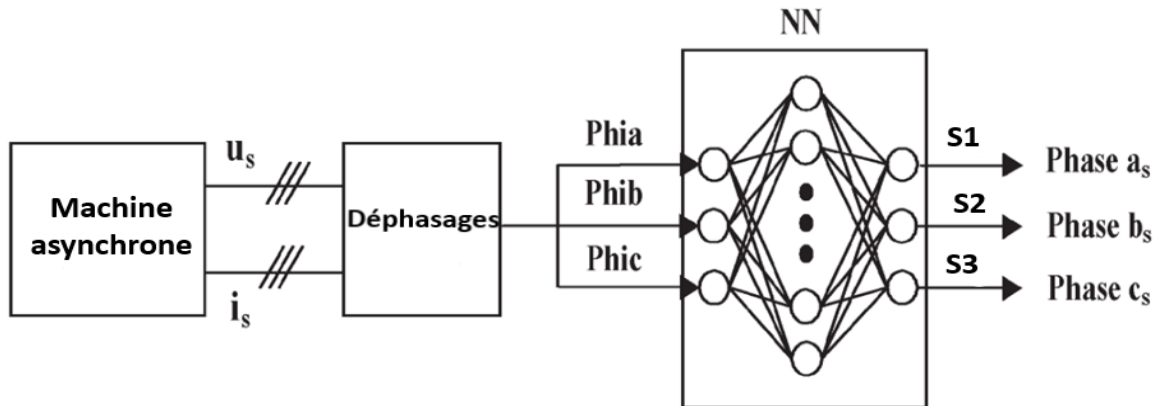 NN
Machine
asynchrone
u_s
i_s
Déphasages
Phia
Phib
Phic
S1
Phase a_s
S2
Phase b_s
S3
Phase c_s